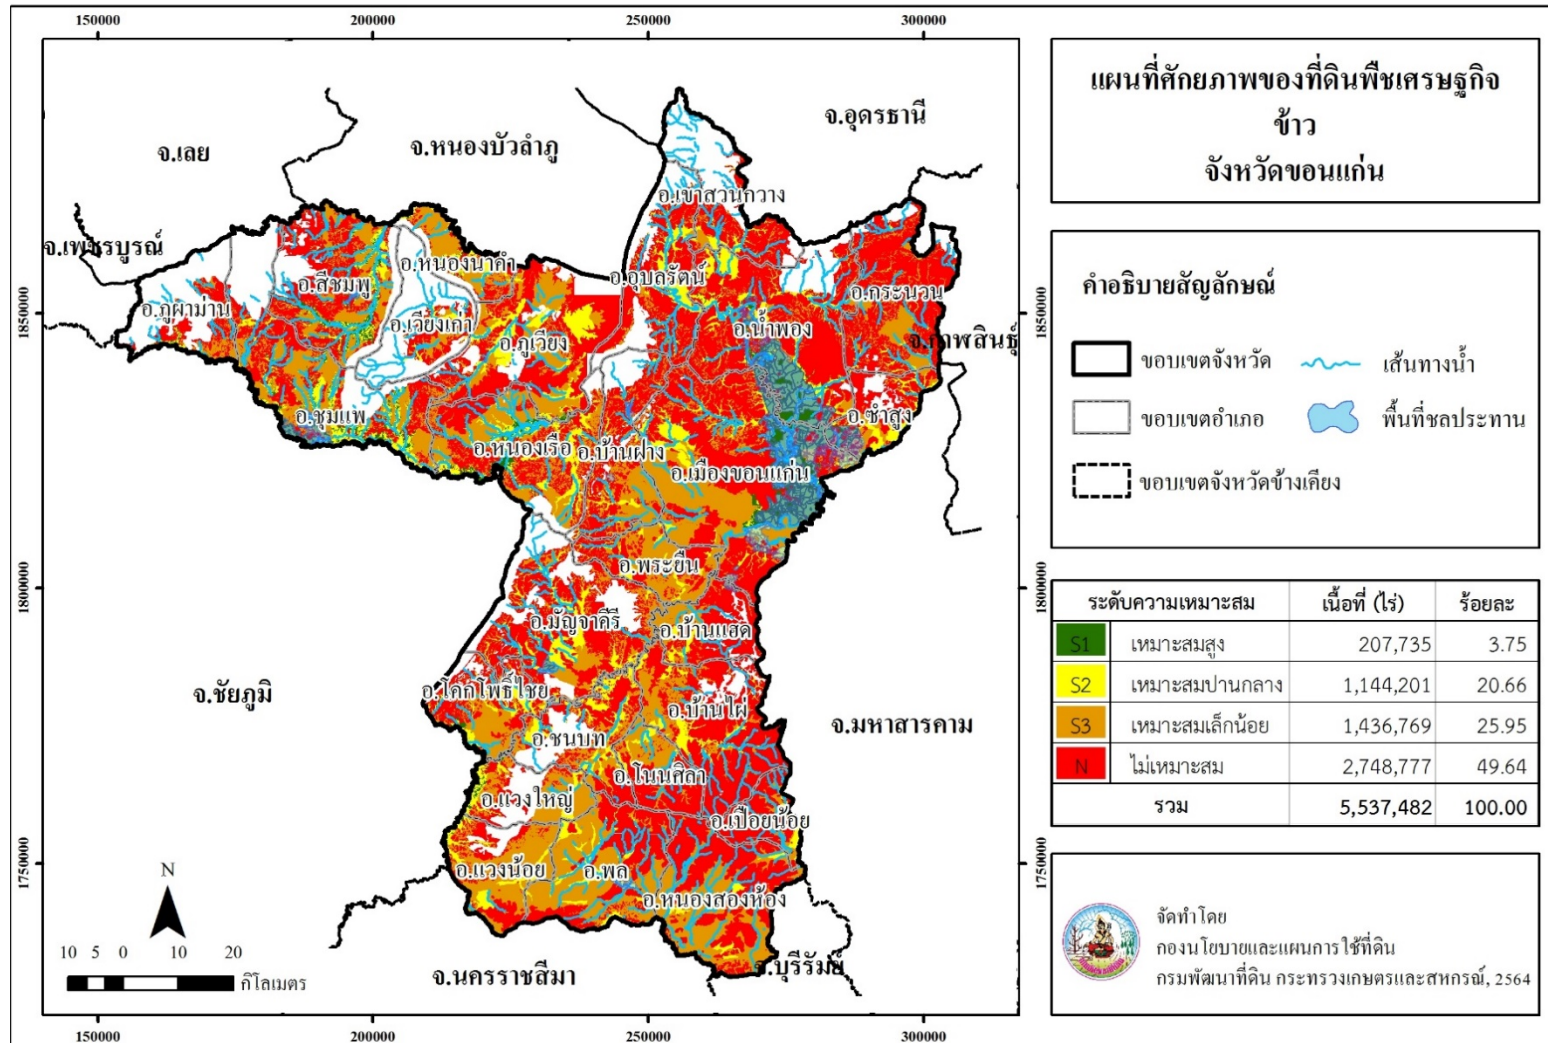 150000
200000
250000
300000
แผนที่ศักยภาพของที่ดินพืชเศรษฐกิจ
ข้าว
จังหวัดขอนแก่น
จ.อุดรธานี
จ.หนองบัวลำภู
จ.เลย
จ.เพชรบูรณ์
อ.เขาสวนกวาง
อ.หนองนาคำ
อ.อุบลรัตน์
อ.สีชมพู
อ.กระนวน
อ.ภูผาม่าน
อ.เวียงเก่า
อ.ภูเวียง
อ.น้ำพอง
จ.กาฬสินธุ์
อ.ชุมแพ
อ.ซำสูง
อ.หนองเรือ
อ.บ้านฝาง
อ.เมืองขอนแก่น
อ.พระยืน
อ.มัญจาคีรี
อ.บ้านแฮด
จ.ชัยภูมิ
อ.โคกโพธิ์ไชย
อ.บ้านไผ่
จ.มหาสารคาม
อ.ชนบท
อ.โนนศิลา
อ.แวงใหญ่
อ.เปือยน้อย
อ.แวงน้อย
อ.พล
อ.หนองสองห้อง
จ.บุรีรัมย์
จ.นครราชสีมา
1850000
1800000
1750000
1850000
1800000
1750000
N
10 5 0 10 20
กิโลเมตร
150000
200000
250000
300000
คำอธิบายสัญลักษณ์
ขอบเขตจังหวัด
เส้นทางน้ำ
ขอบเขตอำเภอ
พื้นที่ชลประทาน
ขอบเขตจังหวัดข้างเคียง
ระดับความเหมาะสม เนื้อที่ (ไร่) ร้อยละ
S1 เหมาะสมสูง 207,735 3.75
S2 เหมาะสมปานกลาง 1,144,201 20.66
S3 เหมาะสมเล็กน้อย 1,436,769 25.95
N ไม่เหมาะสม 2,748,777 49.64
รวม 5,537,482 100.00
จัดทำโดย
กองนโยบายและแผนการใช้ที่ดิน
กรมพัฒนาที่ดิน กระทรวงเกษตรและสหกรณ์, 2564